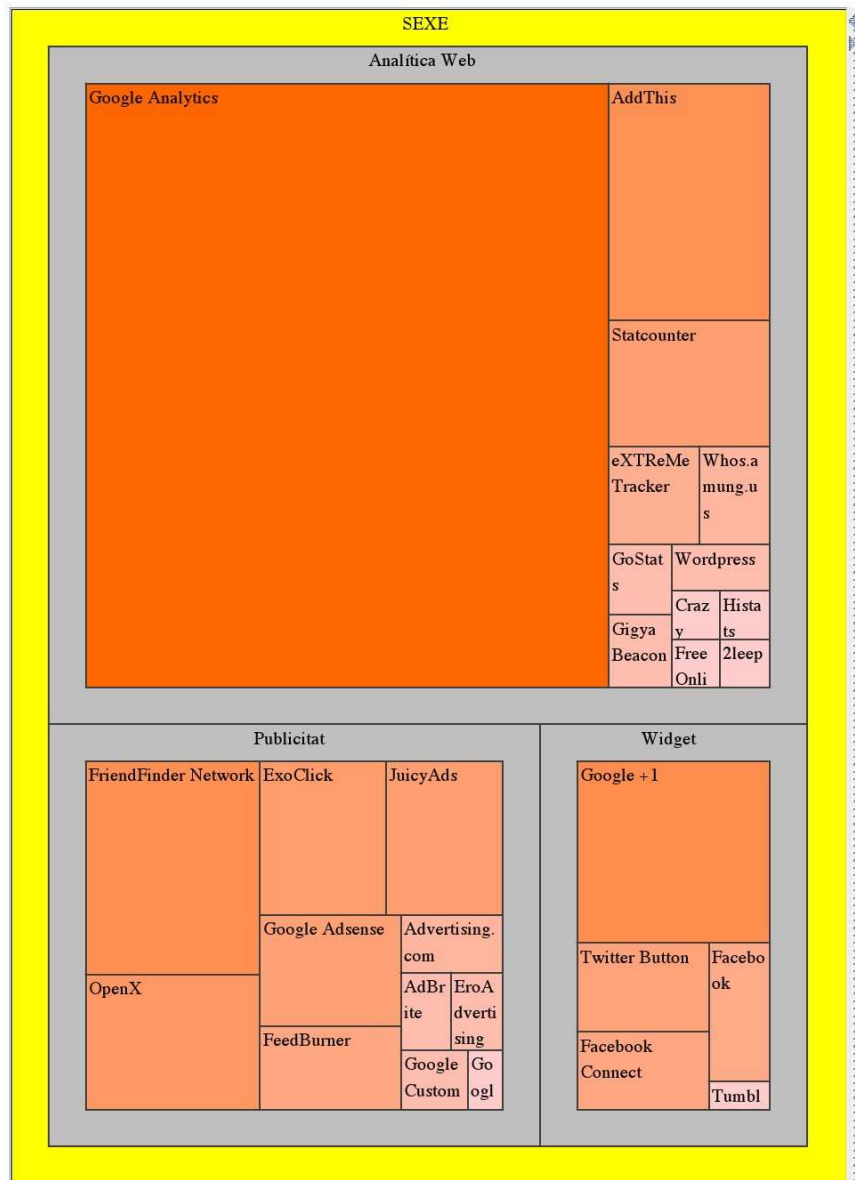 SEXE
Analítica Web
Google Analytics
AddThis
Statcounter
eXTReMe
Tracker
Whos.a
mung.u
s
GoStat
s
Wordpress
Craz
y
Hista
ts
Gigya
Beacon
Free
Onli
2leep
Publicitat
FriendFinder Network
ExoClick
JuicyAds
Google Adsense
Advertising.
com
OpenX
AdBr
ite
EroA
dverti
sing
FeedBurner
Google
Custom
Go
ogl
Widget
Google +1
Twitter Button
Facebo
ok
Facebook
Connect
Tumbl